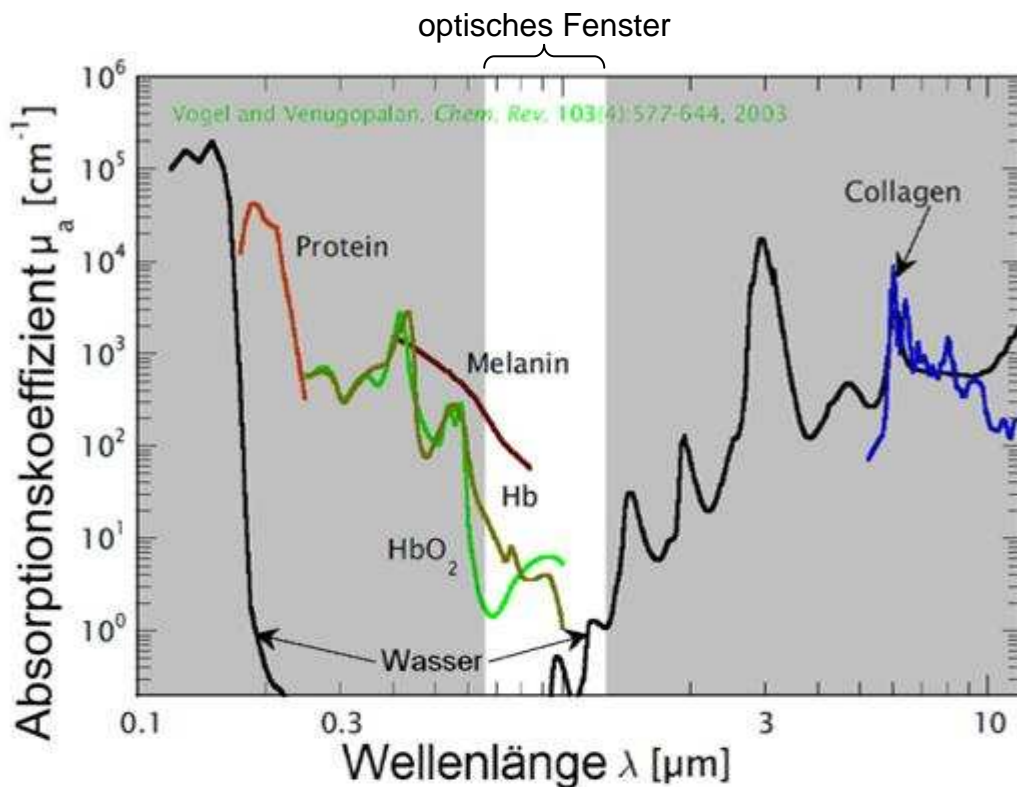 optisches Fenster
10^6
Vogel and Venugopalan. Chem. Rev. 103(4):577-644, 2003
10^5
Collagen
Protein
10^4
10^3
Melanin
10^2
Hb
10^1
HbO_2
10^0
Wasser
Absorptionskoeffizient μ_a [cm^-1]
0.1 0.3 3 10
Wellenlänge λ [µm]